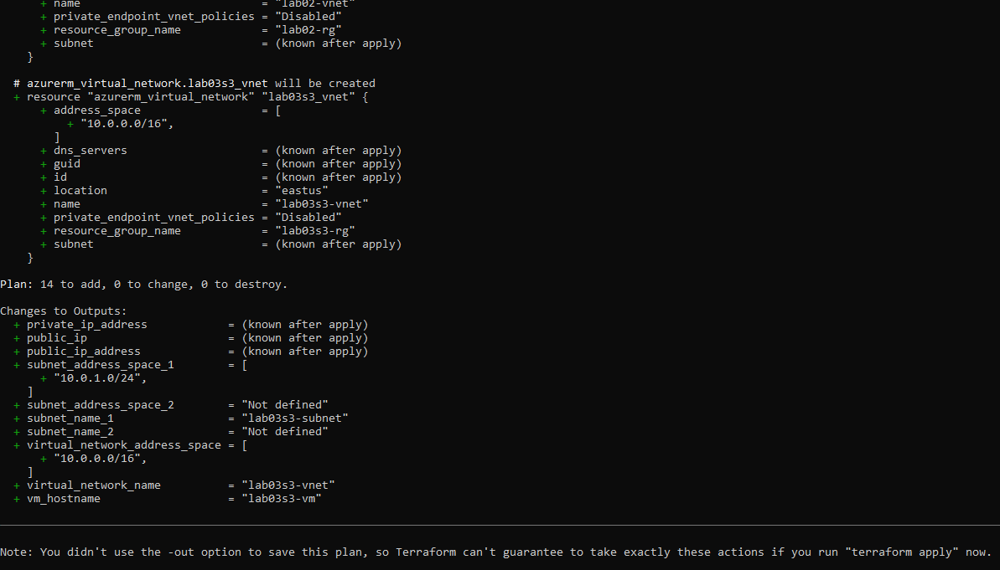 + name = "lab02-vnet"
+ private_endpoint_vnet_policies = "Disabled"
+ resource_group_name = "lab02-rg"
+ subnet = (known after apply)
}
# azurerm_virtual_network.lab03s3_vnet will be created
+ resource "azurerm_virtual_network" "lab03s3_vnet" {
+ address_space = [
+ "10.0.0.0/16",
]
+ dns_servers = (known after apply)
+ guid = (known after apply)
+ id = (known after apply)
+ location = "eastus"
+ name = "lab03s3-vnet"
+ private_endpoint_vnet_policies = "Disabled"
+ resource_group_name = "lab03s3-rg"
+ subnet = (known after apply)
}
Plan: 14 to add, 0 to change, 0 to destroy.
Changes to Outputs:
+ private_ip_address = (known after apply)
+ public_ip = (known after apply)
+ public_ip_address = (known after apply)
+ subnet_address_space_1 = [
+ "10.0.1.0/24",
]
+ subnet_address_space_2 = "Not defined"
+ subnet_name_1 = "lab03s3-subnet"
+ subnet_name_2 = "Not defined"
+ virtual_network_address_space = [
+ "10.0.0.0/16",
]
+ virtual_network_name = "lab03s3-vnet"
+ vm_hostname = "lab03s3-vm"
Note: You didn't use the -out option to save this plan, so Terraform can't guarantee to take exactly these actions if you run "terraform apply" now.